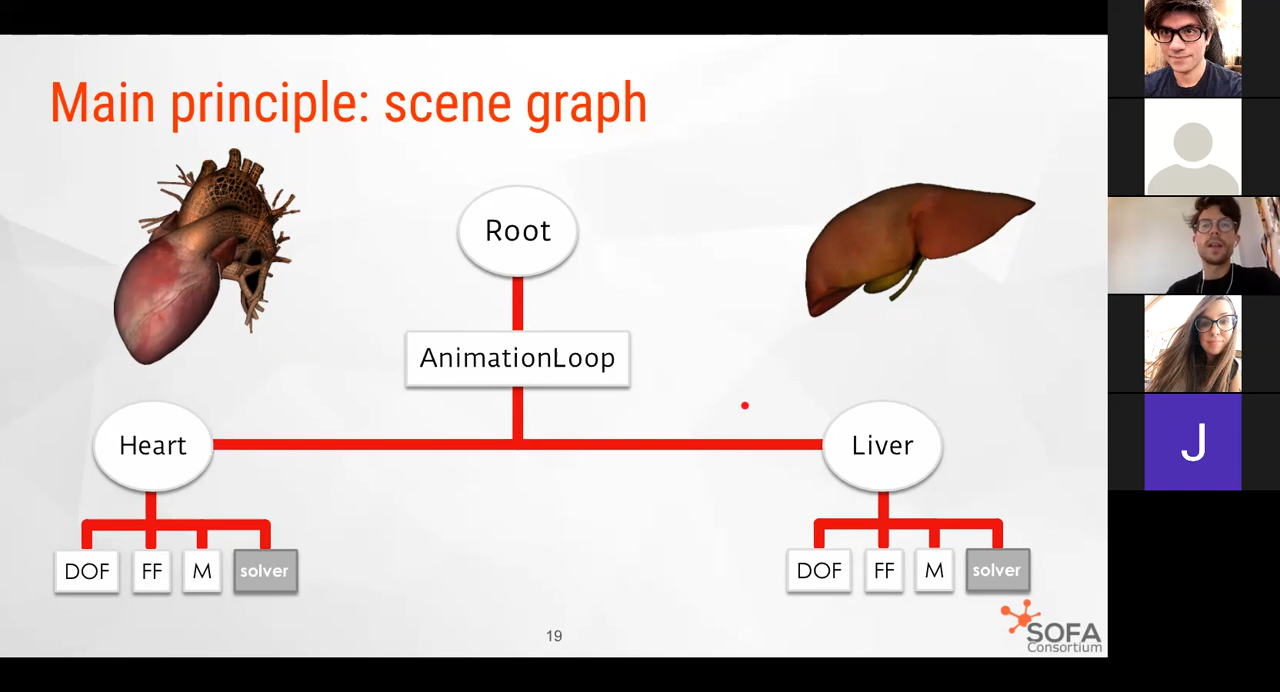 Main principle: scene graph
Root
AnimationLoop
Heart
Liver
DOF FF M solver
DOF FF M solver
19
SOFA
Consortium
J